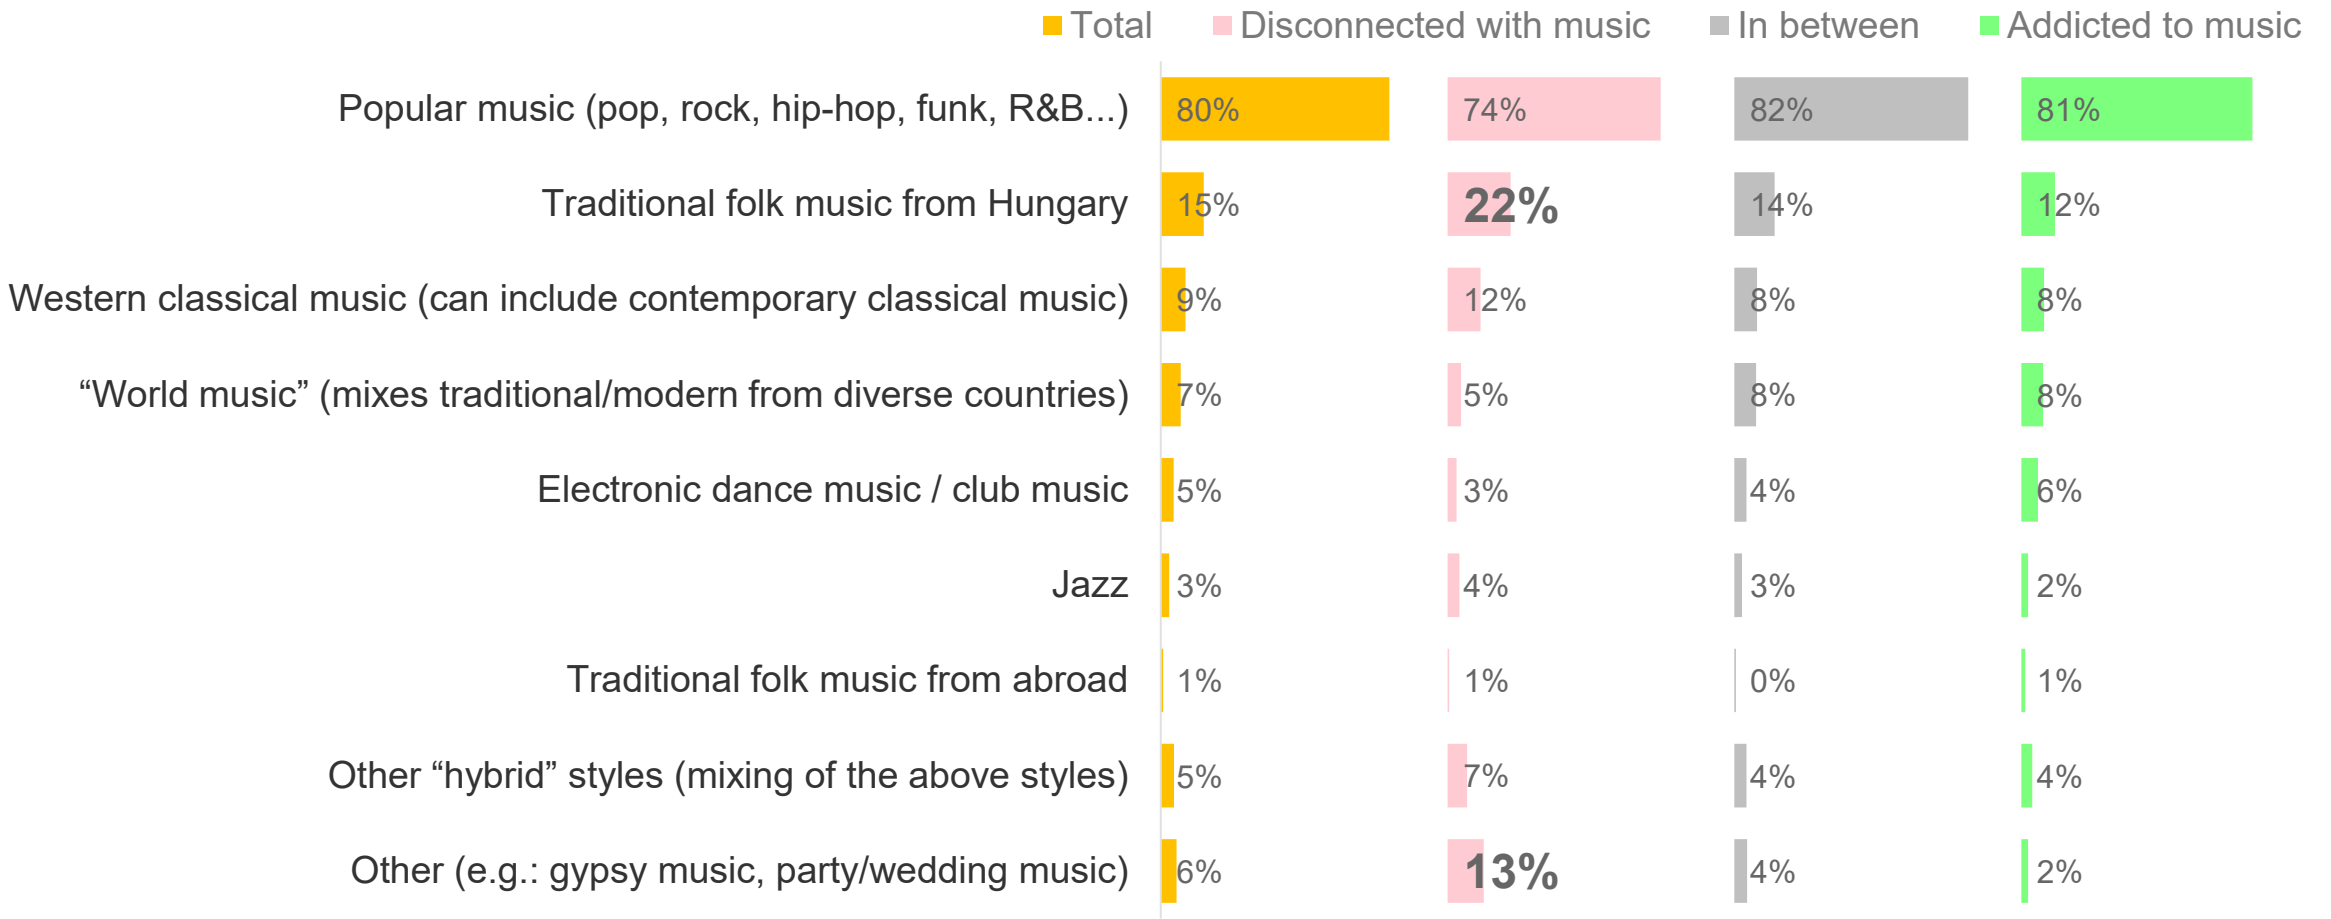 Total Disconnected with music In between Addicted to music
Popular music (pop, rock, hip-hop, funk, R&B...) 80% 74% 82% 81%
Traditional folk music from Hungary 15% 22% 14% 12%
Western classical music (can include contemporary classical music) 9% 12% 8% 8%
“World music” (mixes traditional/modern from diverse countries) 7% 5% 8% 8%
Electronic dance music / club music 5% 3% 4% 6%
Jazz 3% 4% 3% 2%
Traditional folk music from abroad 1% 1% 0% 1%
Other “hybrid” styles (mixing of the above styles) 5% 7% 4% 4%
Other (e.g.: gypsy music, party/wedding music) 6% 13% 4% 2%